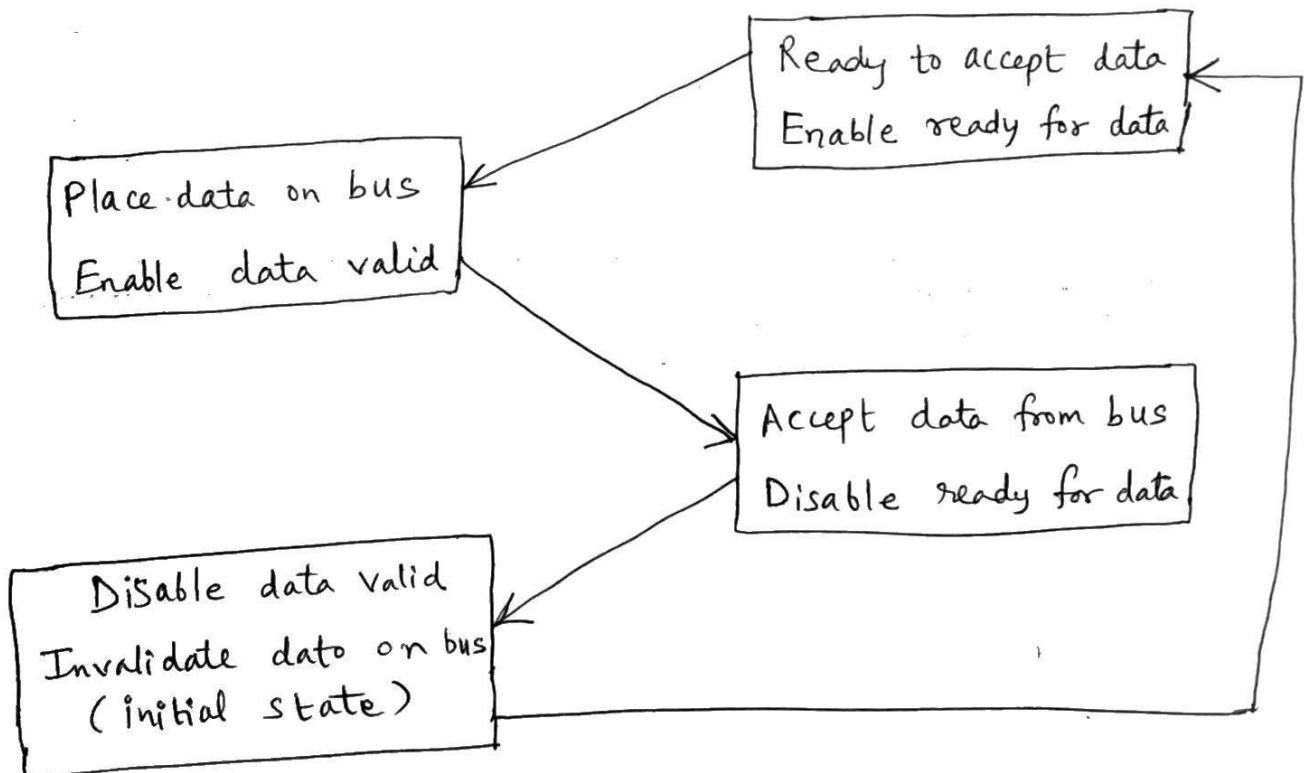 Ready to accept data
Enable ready for data
Place data on bus
Enable data valid
Accept data from bus
Disable ready for data
Disable data valid
Invalidate dato on bus
(initial state)